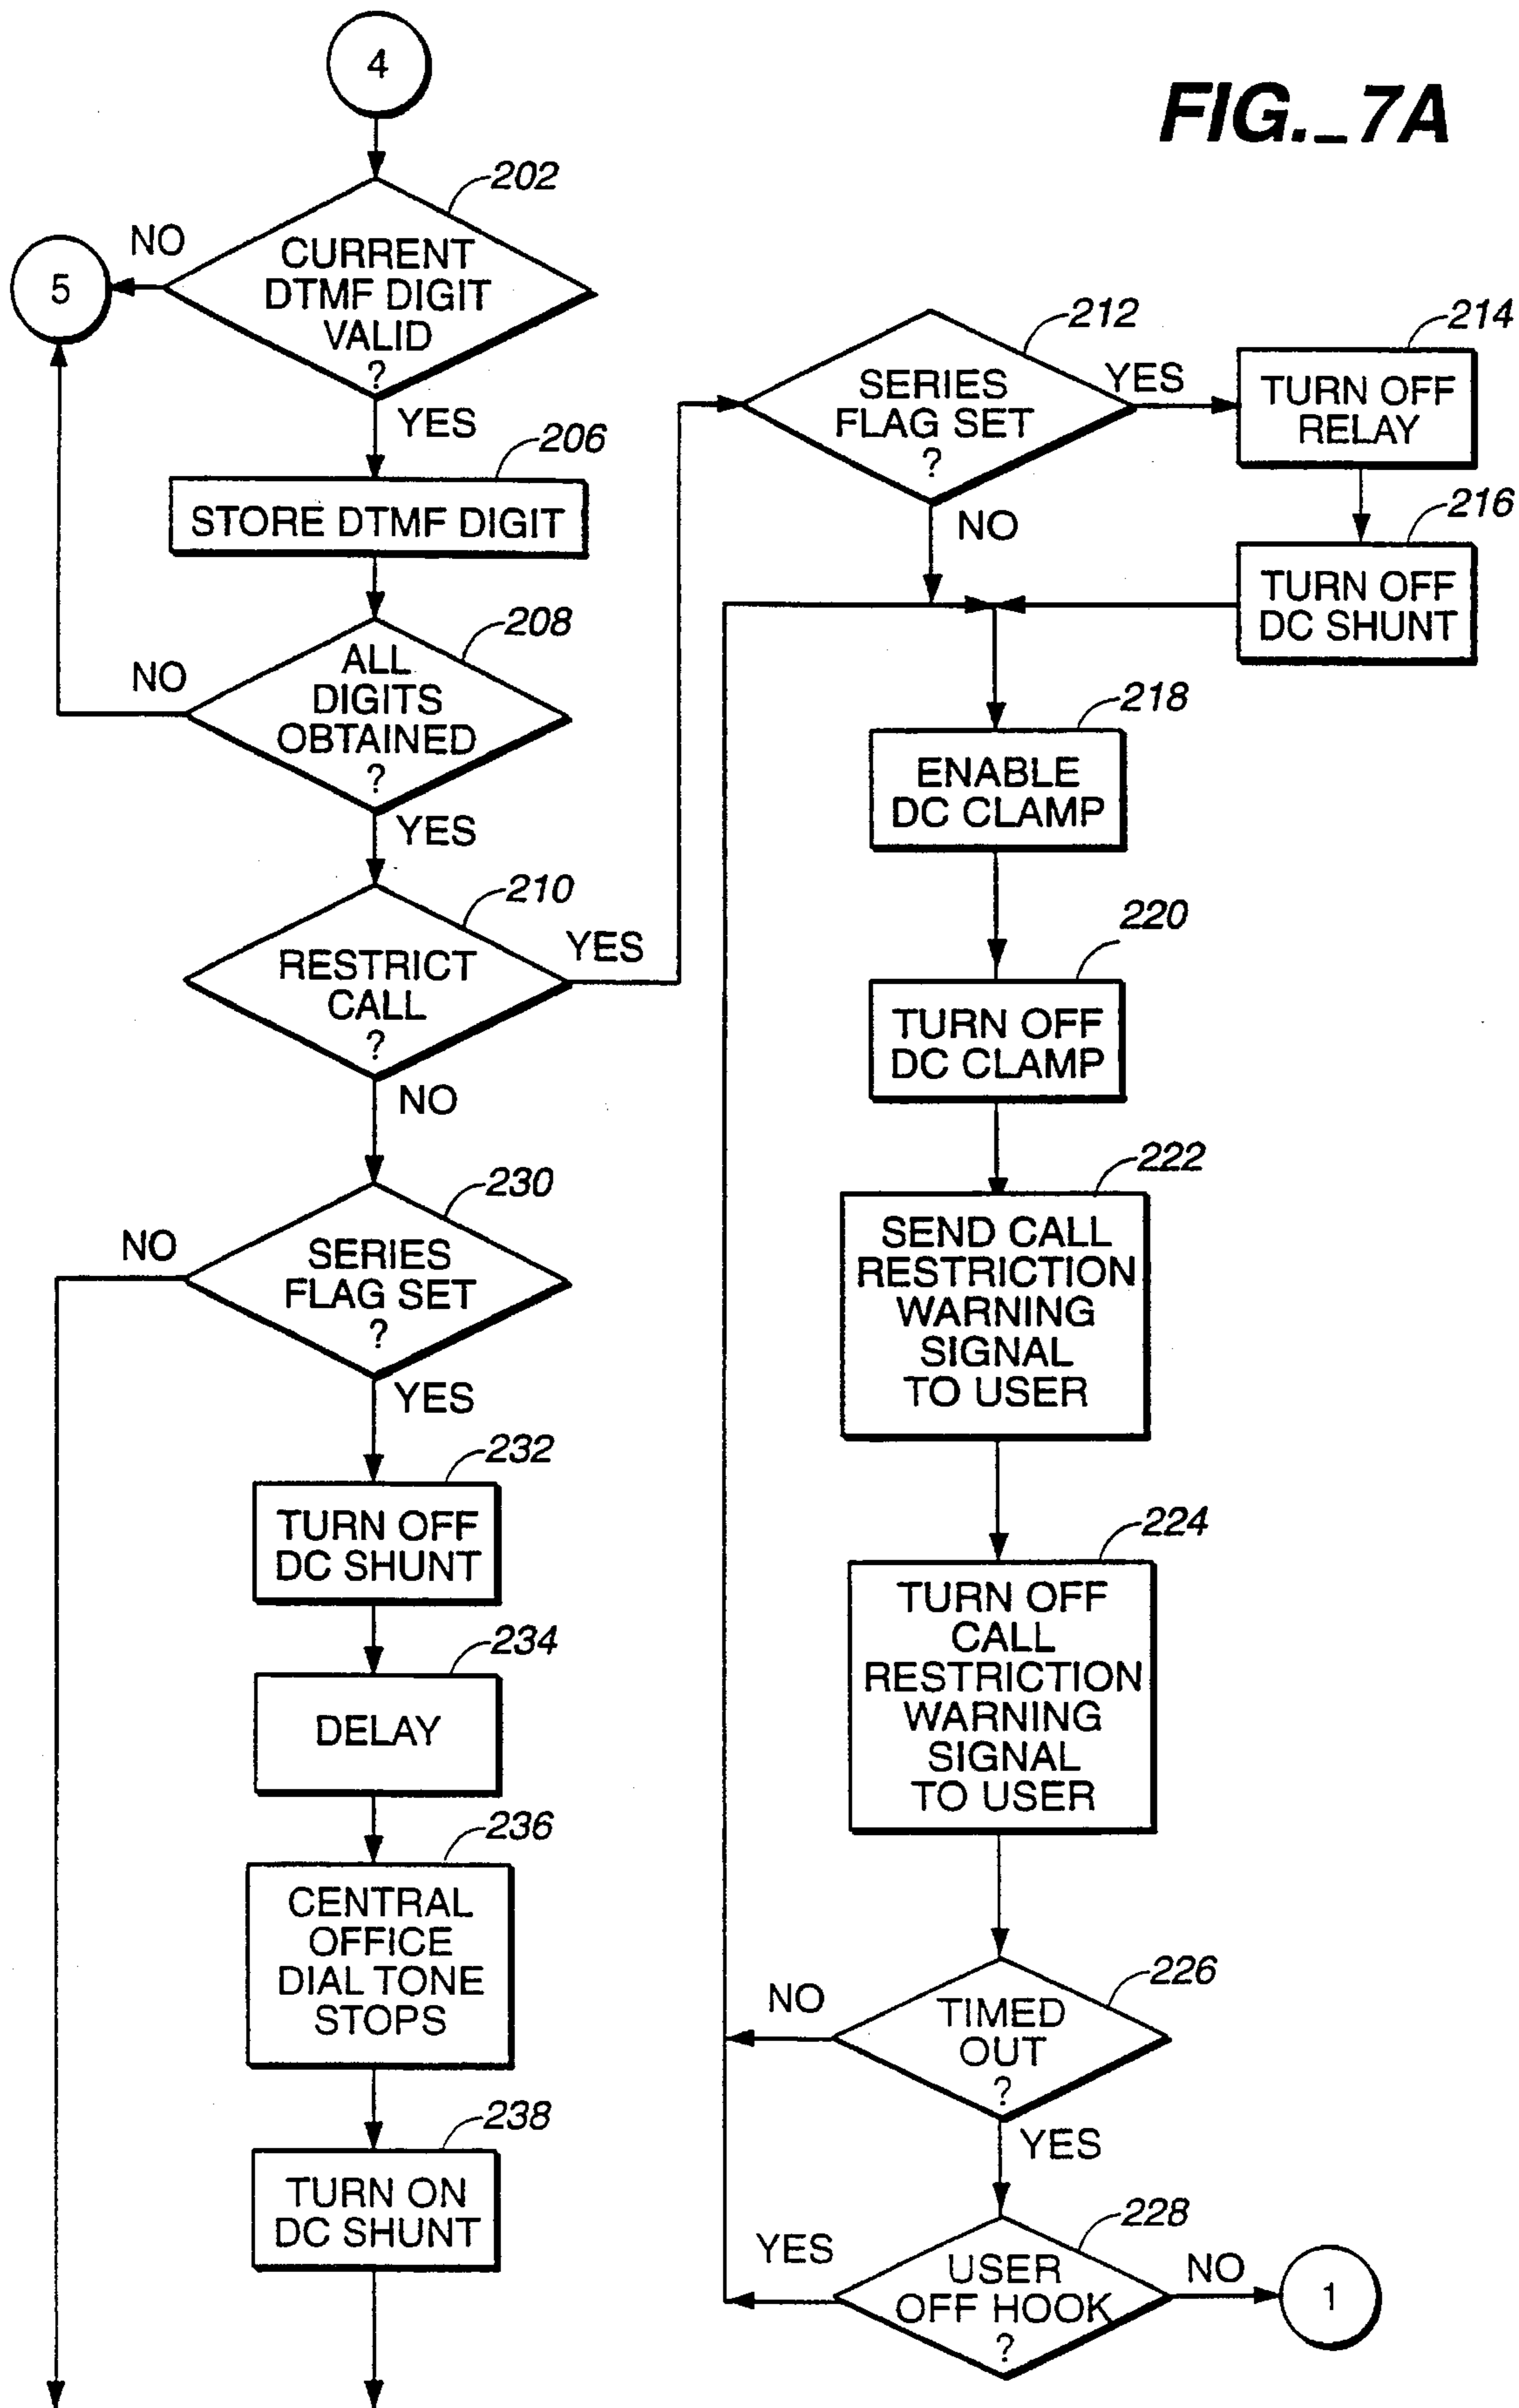 FIG._7A
4
202
NO
CURRENT
DTMF DIGIT
VALID
?
5
YES
206
STORE DTMF DIGIT
208
NO
ALL
DIGITS
OBTAINED
?
YES
210
RESTRICT
CALL
?
YES
NO
230
NO
SERIES
FLAG SET
?
YES
232
TURN OFF
DC SHUNT
234
DELAY
236
CENTRAL
OFFICE
DIAL TONE
STOPS
238
TURN ON
DC SHUNT
212
SERIES
FLAG SET
?
YES
NO
214
TURN OFF
RELAY
216
TURN OFF
DC SHUNT
218
ENABLE
DC CLAMP
220
TURN OFF
DC CLAMP
222
SEND CALL
RESTRICTION
WARNING
SIGNAL
TO USER
224
TURN OFF
CALL
RESTRICTION
WARNING
SIGNAL
TO USER
226
NO
TIMED
OUT
?
YES
228
YES
USER
OFF HOOK
?
NO
1